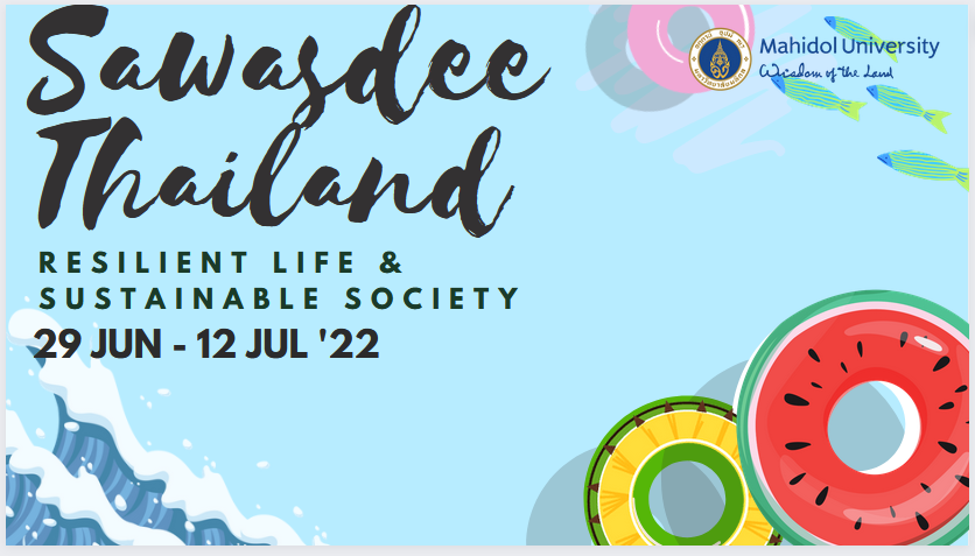 Sawasdee
Thailand
RESILIENT LIFE &
SUSTAINABLE SOCIETY
29 JUN - 12 JUL '22
Mahidol University
Wisdom of the Land